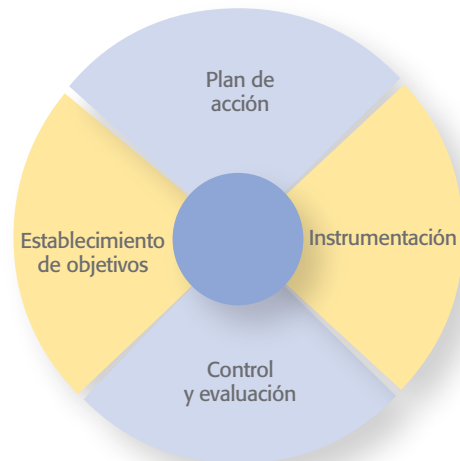 Plan de
acción
Establecimiento
de objetivos
Instrumentación
Control
y evaluación